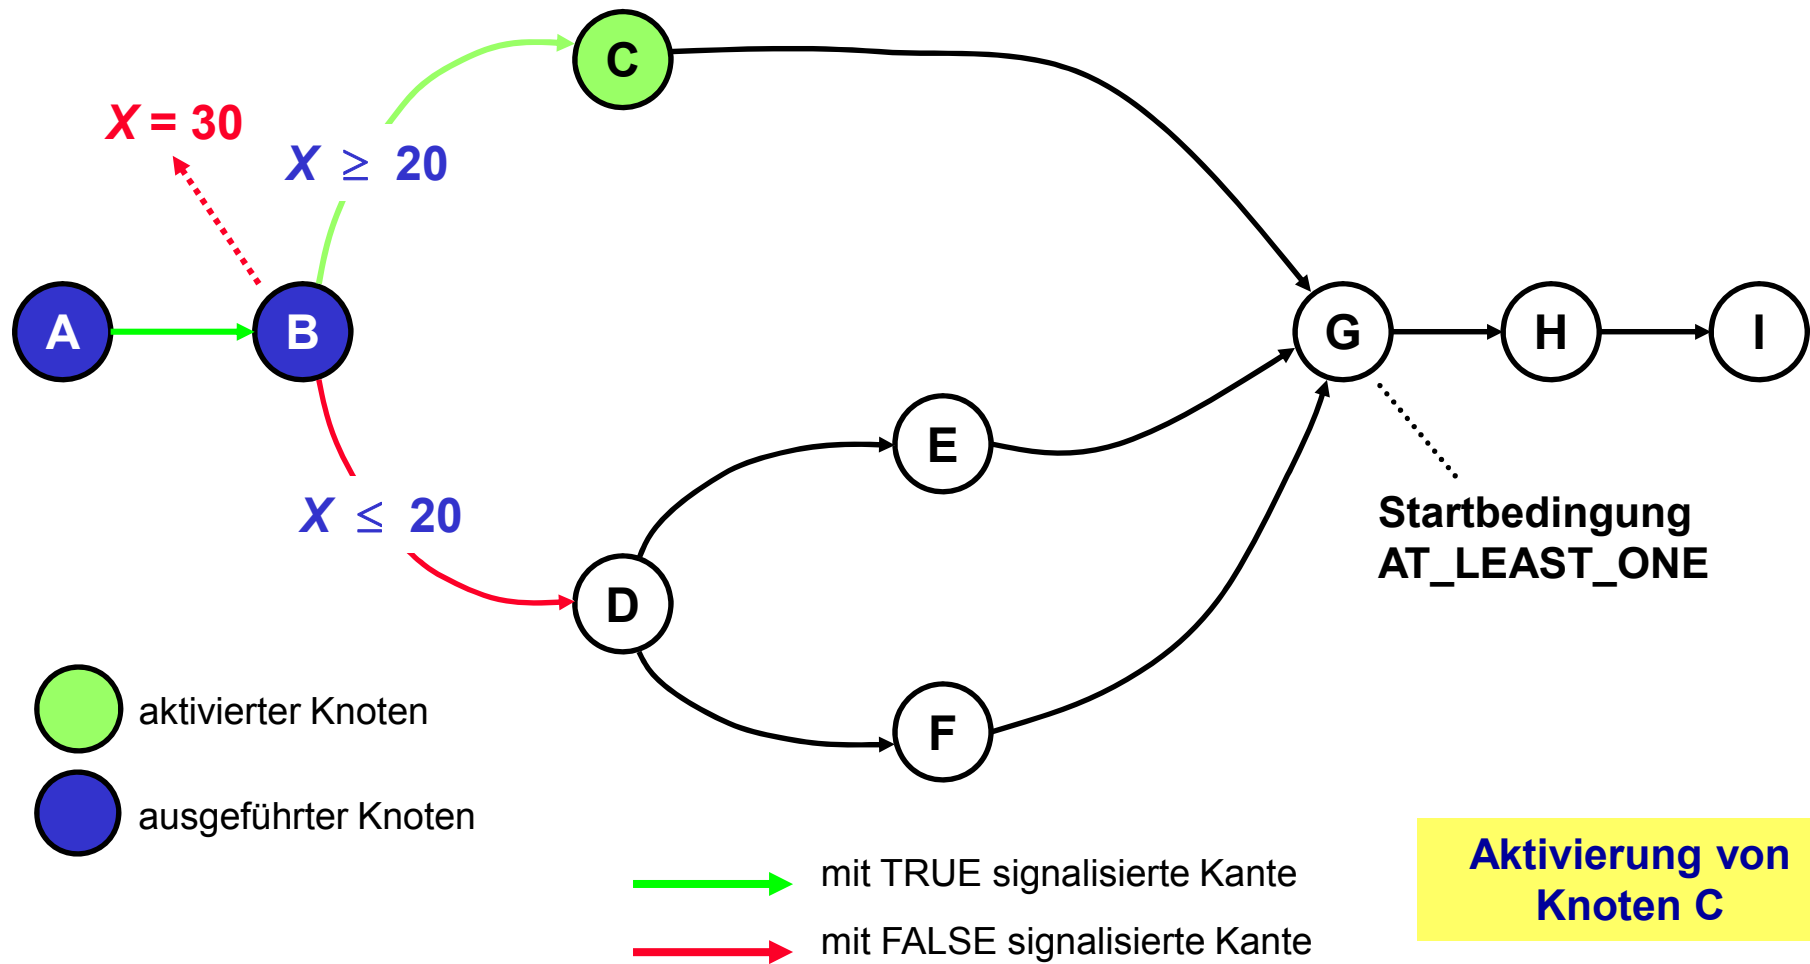 C
X = 30
X ≥ 20
A
B
G
H
I
E
X ≤ 20
Startbedingung
AT_LEAST_ONE
D
F
aktivierter Knoten
ausgeführter Knoten
mit TRUE signalisierte Kante
mit FALSE signalisierte Kante
Aktivierung von
Knoten C